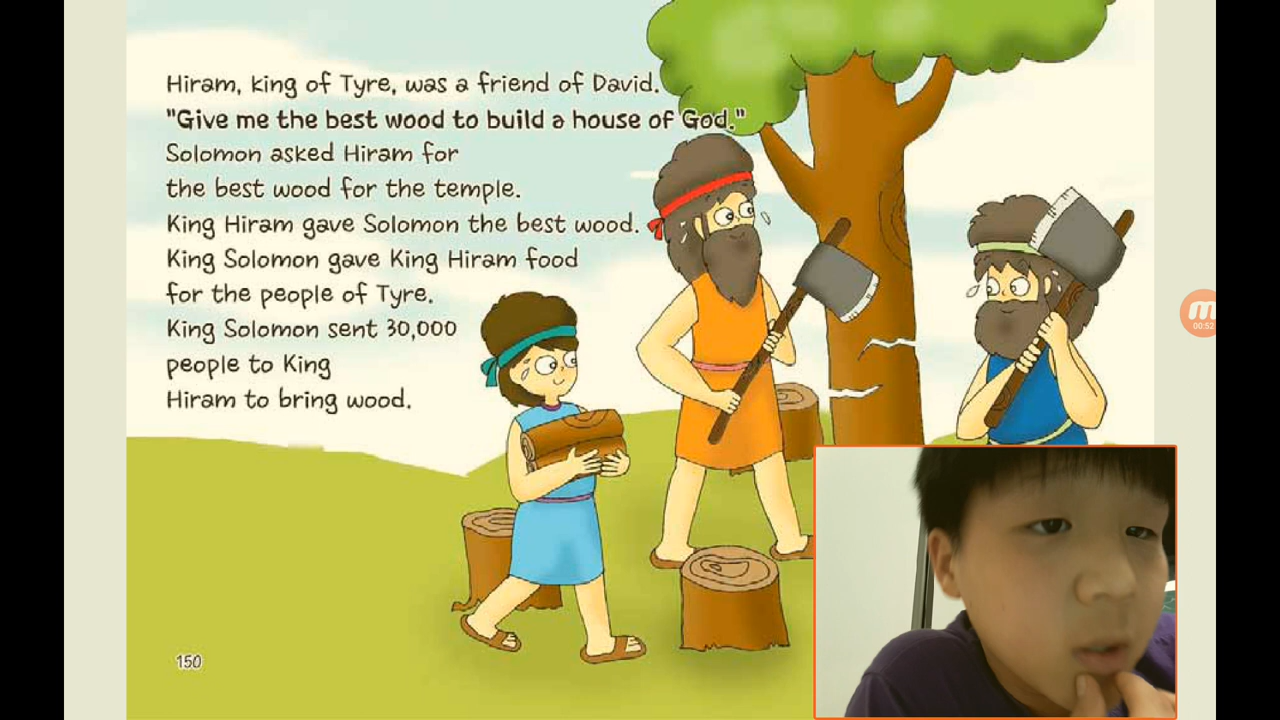 Hiram, king of Tyre, was a friend of David.
"Give me the best wood to build a house of God."
Solomon asked Hiram for
the best wood for the temple.
King Hiram gave Solomon the best wood.
King Solomon gave King Hiram food
for the people of Tyre.
King Solomon sent 30,000
people to King
Hiram to bring wood.
00:52
150